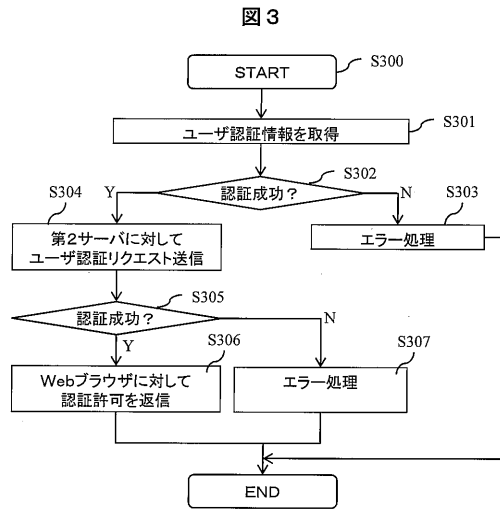 図3
START
S300
ユーザ認証情報を取得
S301
認証成功?
S302
Y
N
S304
第2サーバに対して
ユーザ認証リクエスト送信
S303
エラー処理
認証成功?
S305
Y
N
S306
Webブラウザに対して
認証許可を返信
S307
エラー処理
END